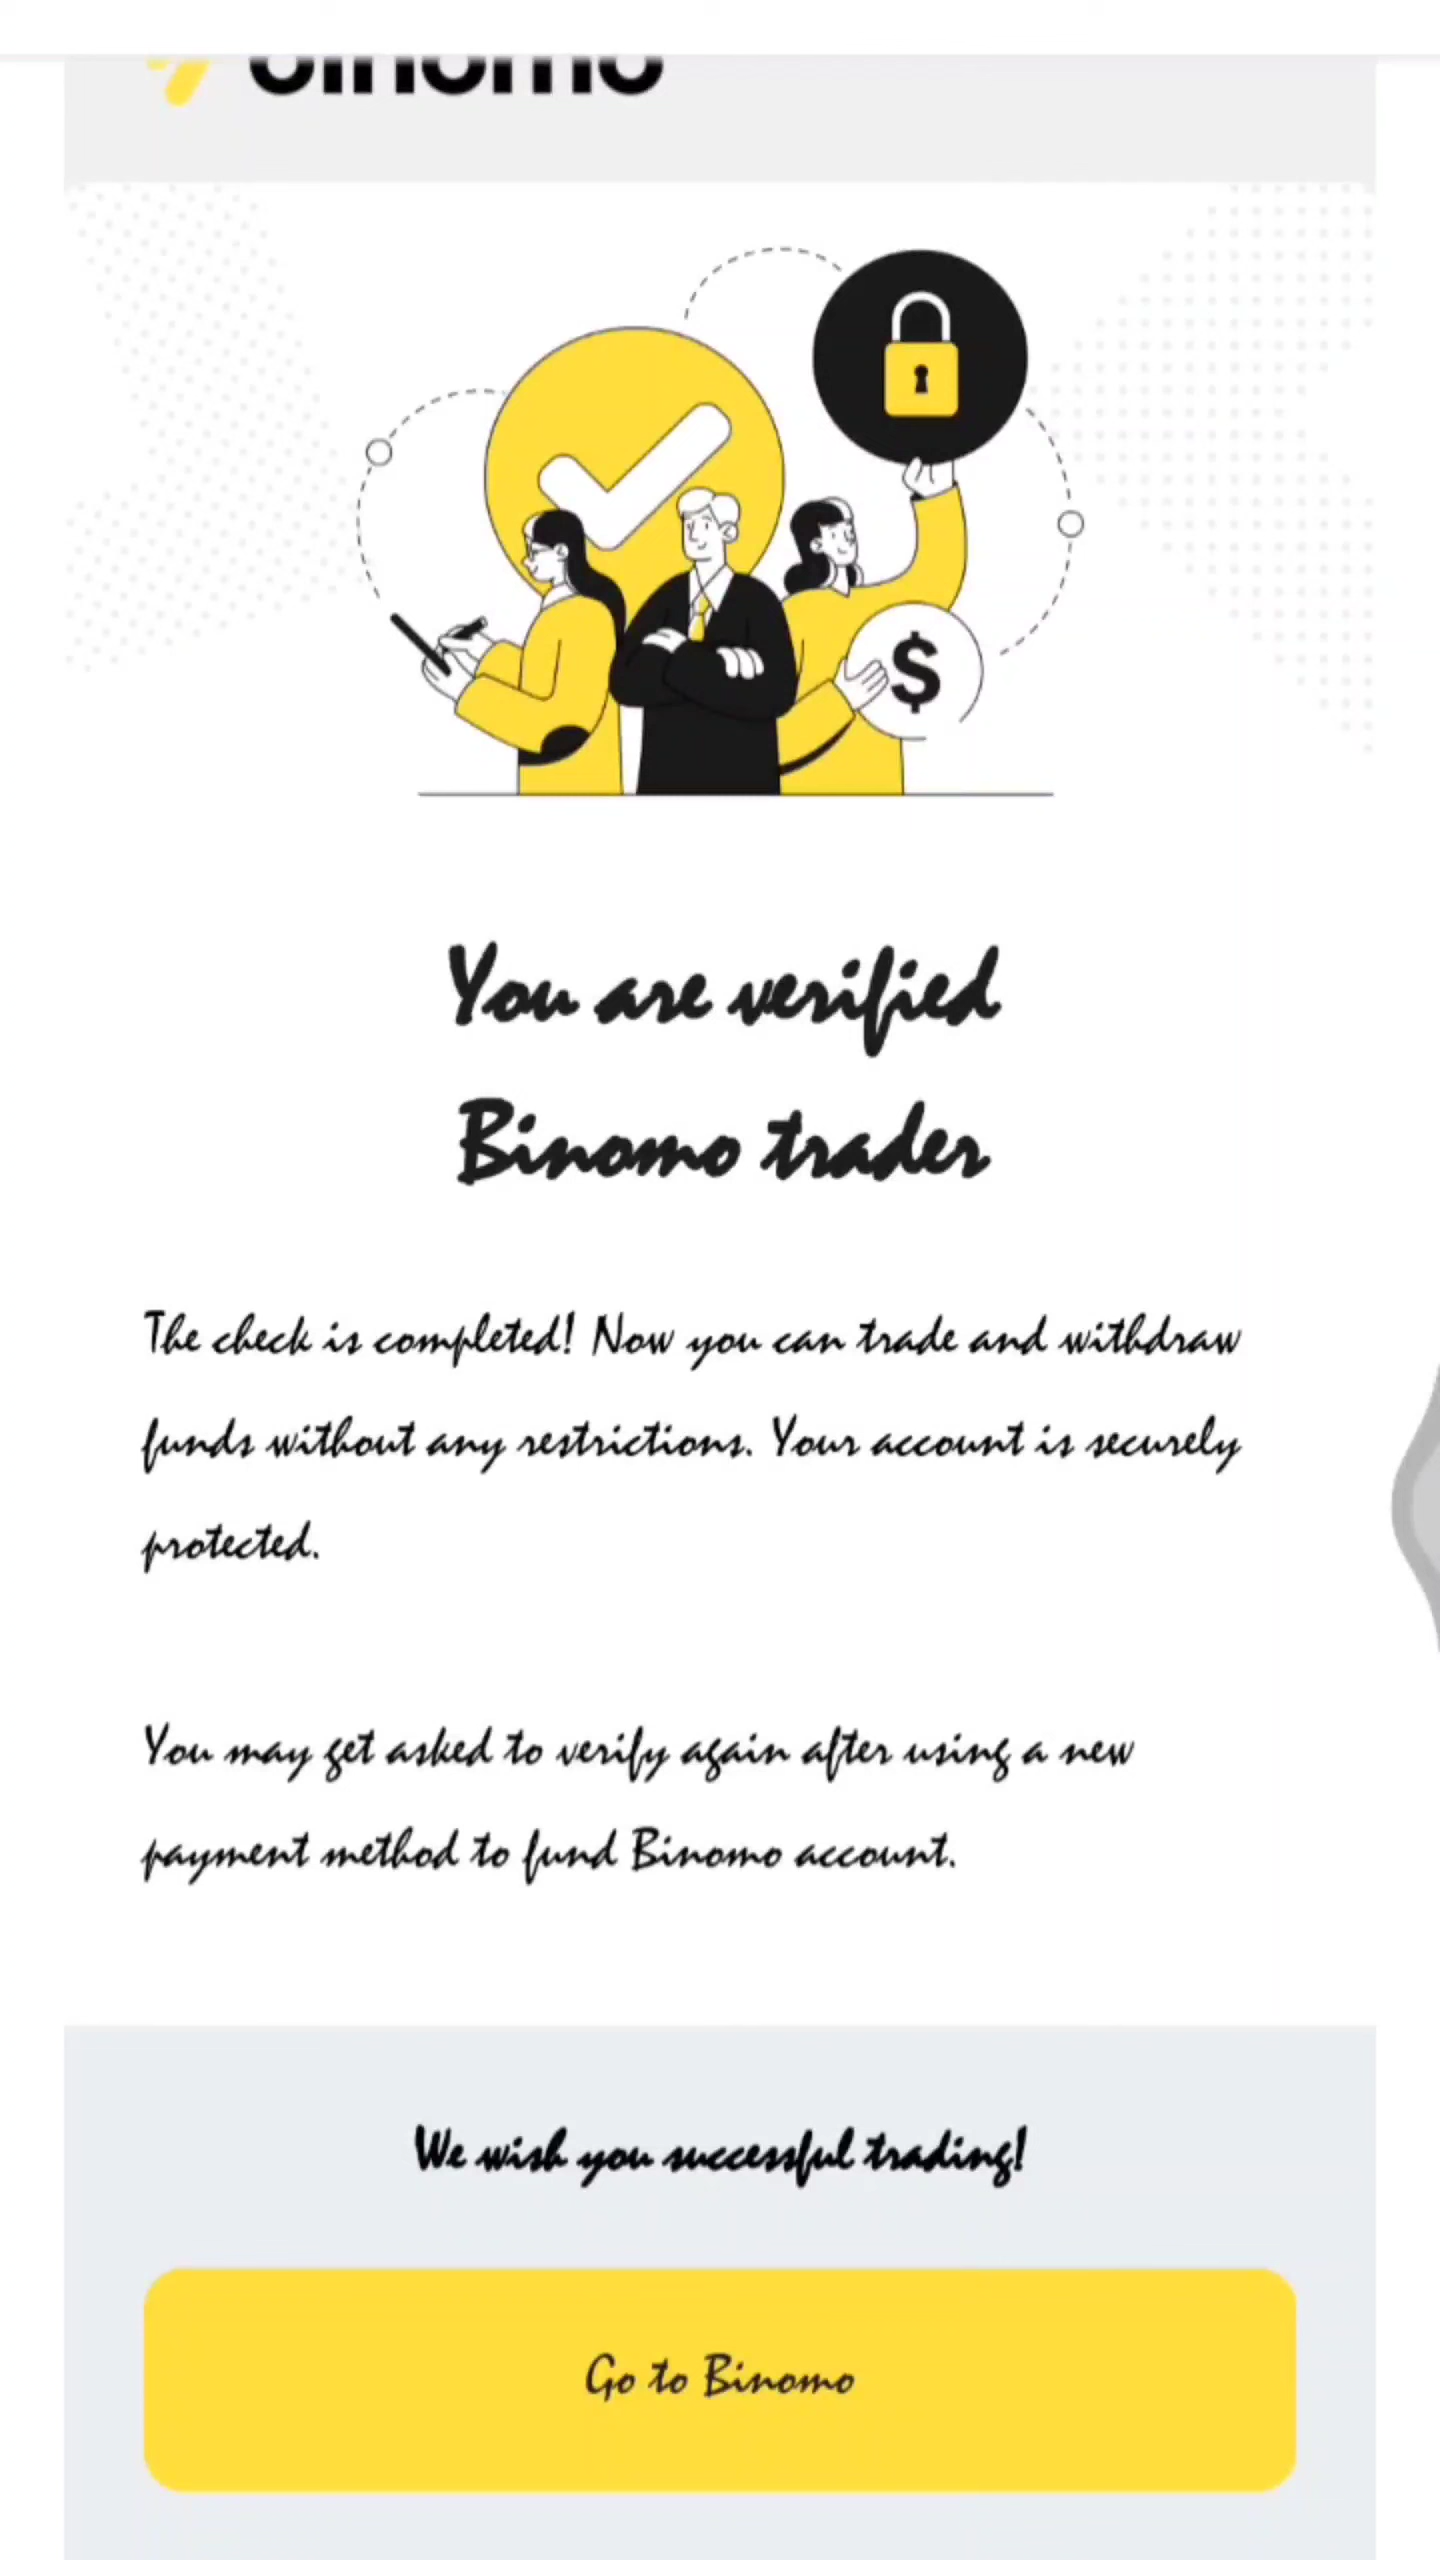 binomo
$
You are verified
Binomo trader
The check is completed! Now you can trade and withdraw
funds without any restrictions. Your account is securely
protected.
You may get asked to verify again after using a new
payment method to fund Binomo account.
We wish you successful trading!
Go to Binomo